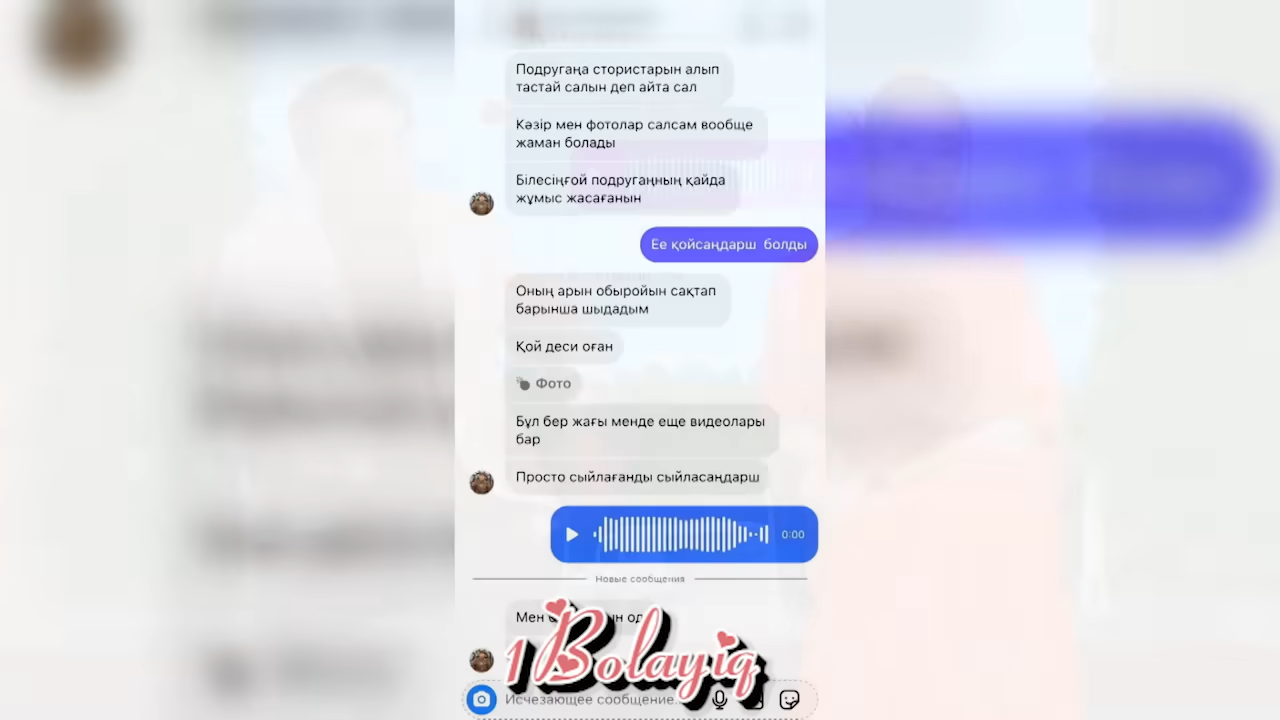 Подругаңа стористарын алып
тастай салын деп айта сал
Кәзір мен фотолар салсам вообще
жаман болады
Білесіңғой подругаңның қайда
жұмыс жасағанын
Ее қойсаңдарш болды
Оның арын обыройын сақтап
барынша шыдадым
Қой деси оған
Фото
Бұл бер жағы менде еще видеолары
бар
Просто сыйлағанды сыйласаңдарш
0:00
Новые сообщения
Мен
1Bolayiq
Исчезающее сообщение